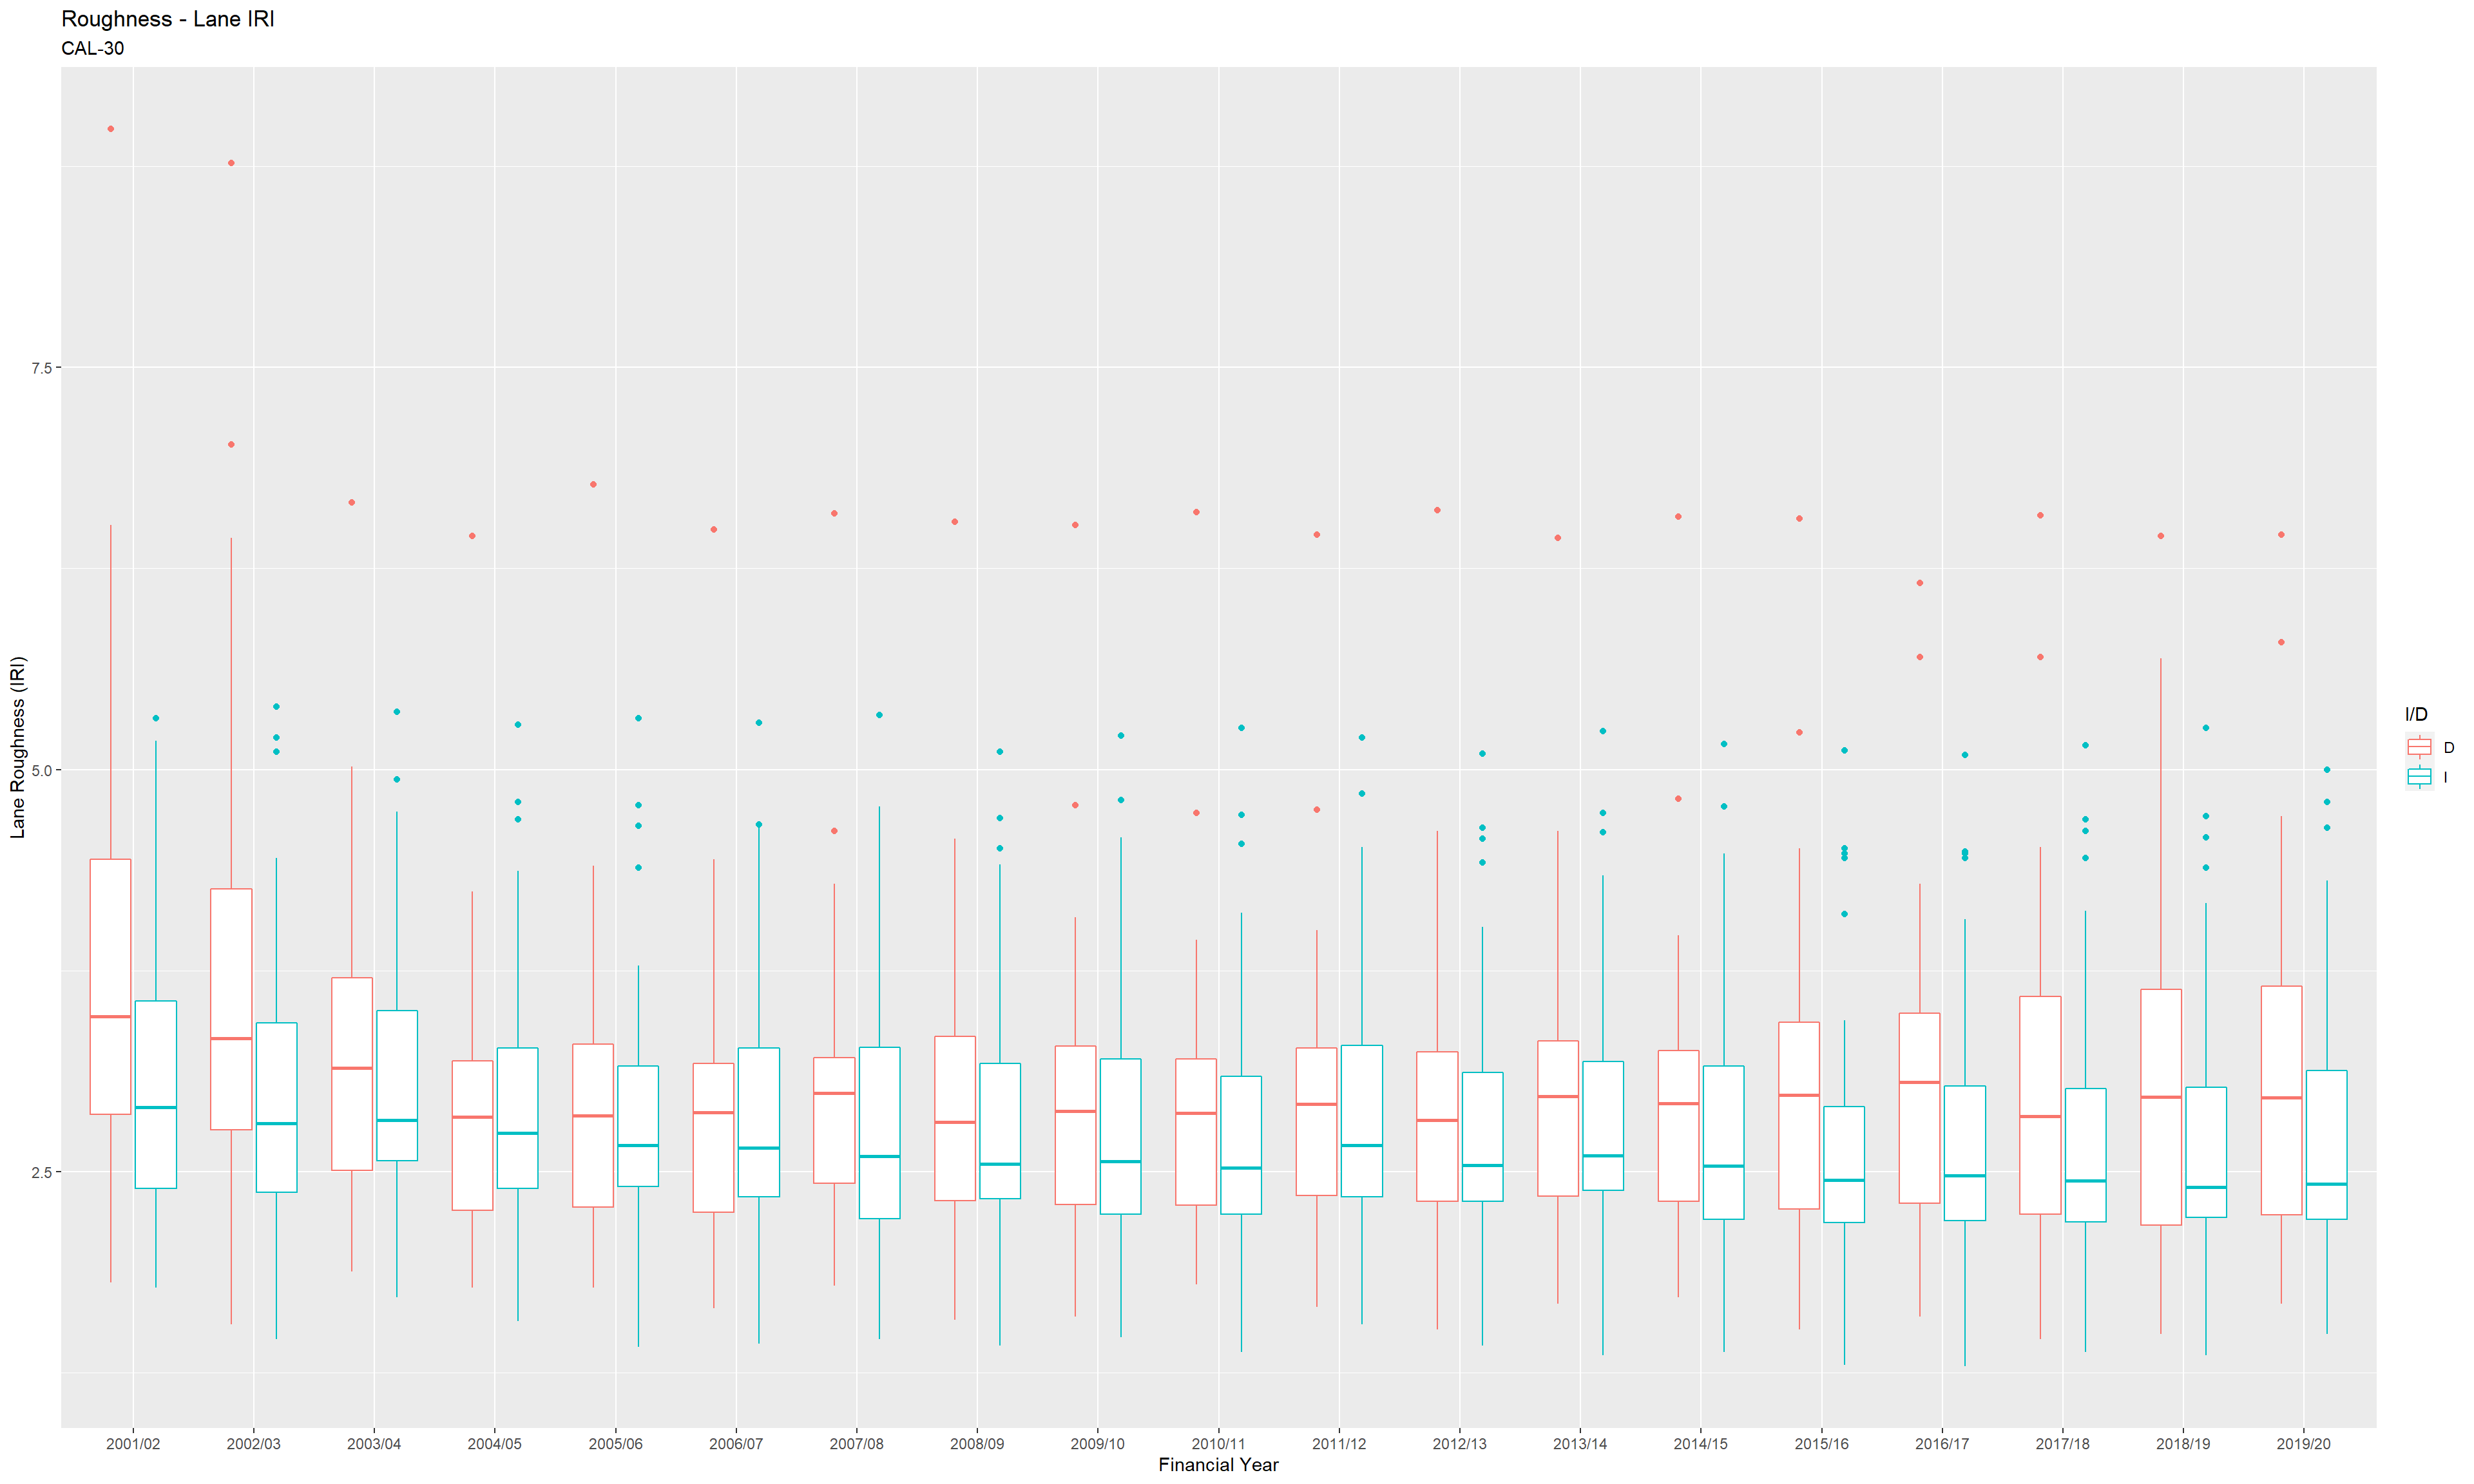 Roughness - Lane IRI
CAL-30
7.5
5.0
2.5
Lane Roughness (IRI)
2001/02 2002/03 2003/04 2004/05 2005/06 2006/07 2007/08 2008/09 2009/10 2010/11 2011/12 2012/13 2013/14 2014/15 2015/16 2016/17 2017/18 2018/19 2019/20
Financial Year
I/D
D
I